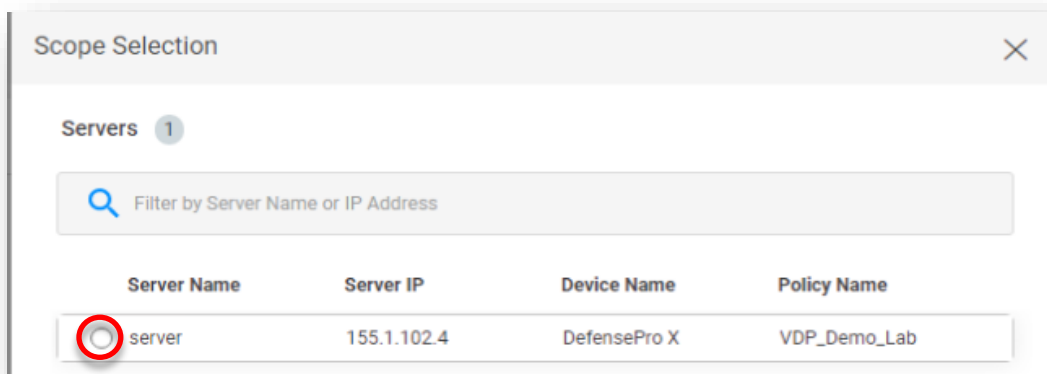 Scope Selection
Servers 1
Filter by Server Name or IP Address
Server Name Server IP Device Name Policy Name
server 155.1.102.4 DefensePro X VDP_Demo_Lab